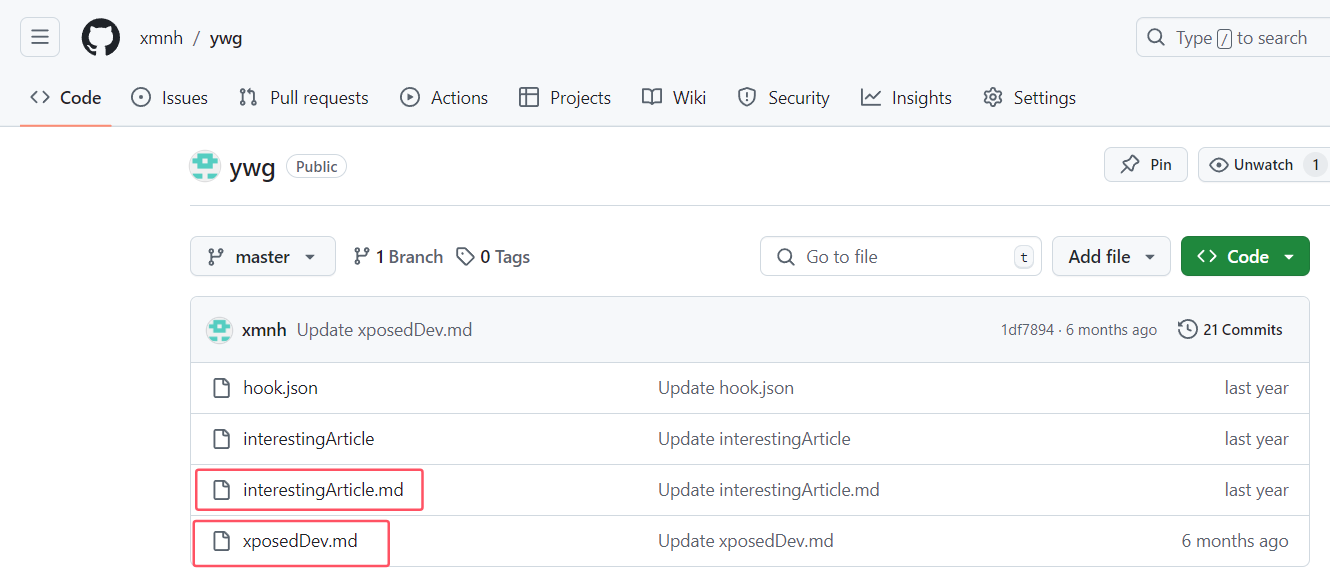 xmnh / ywg
Type / to search
Code Issues Pull requests Actions Projects Wiki Security Insights Settings
ywg Public
Pin Unwatch 1
master 1 Branch 0 Tags Go to file t Add file Code
xmnh Update xposedDev.md 1df7894 · 6 months ago 21 Commits
hook.json Update hook.json last year
interestingArticle Update interestingArticle last year
interestingArticle.md Update interestingArticle.md last year
xposedDev.md Update xposedDev.md 6 months ago